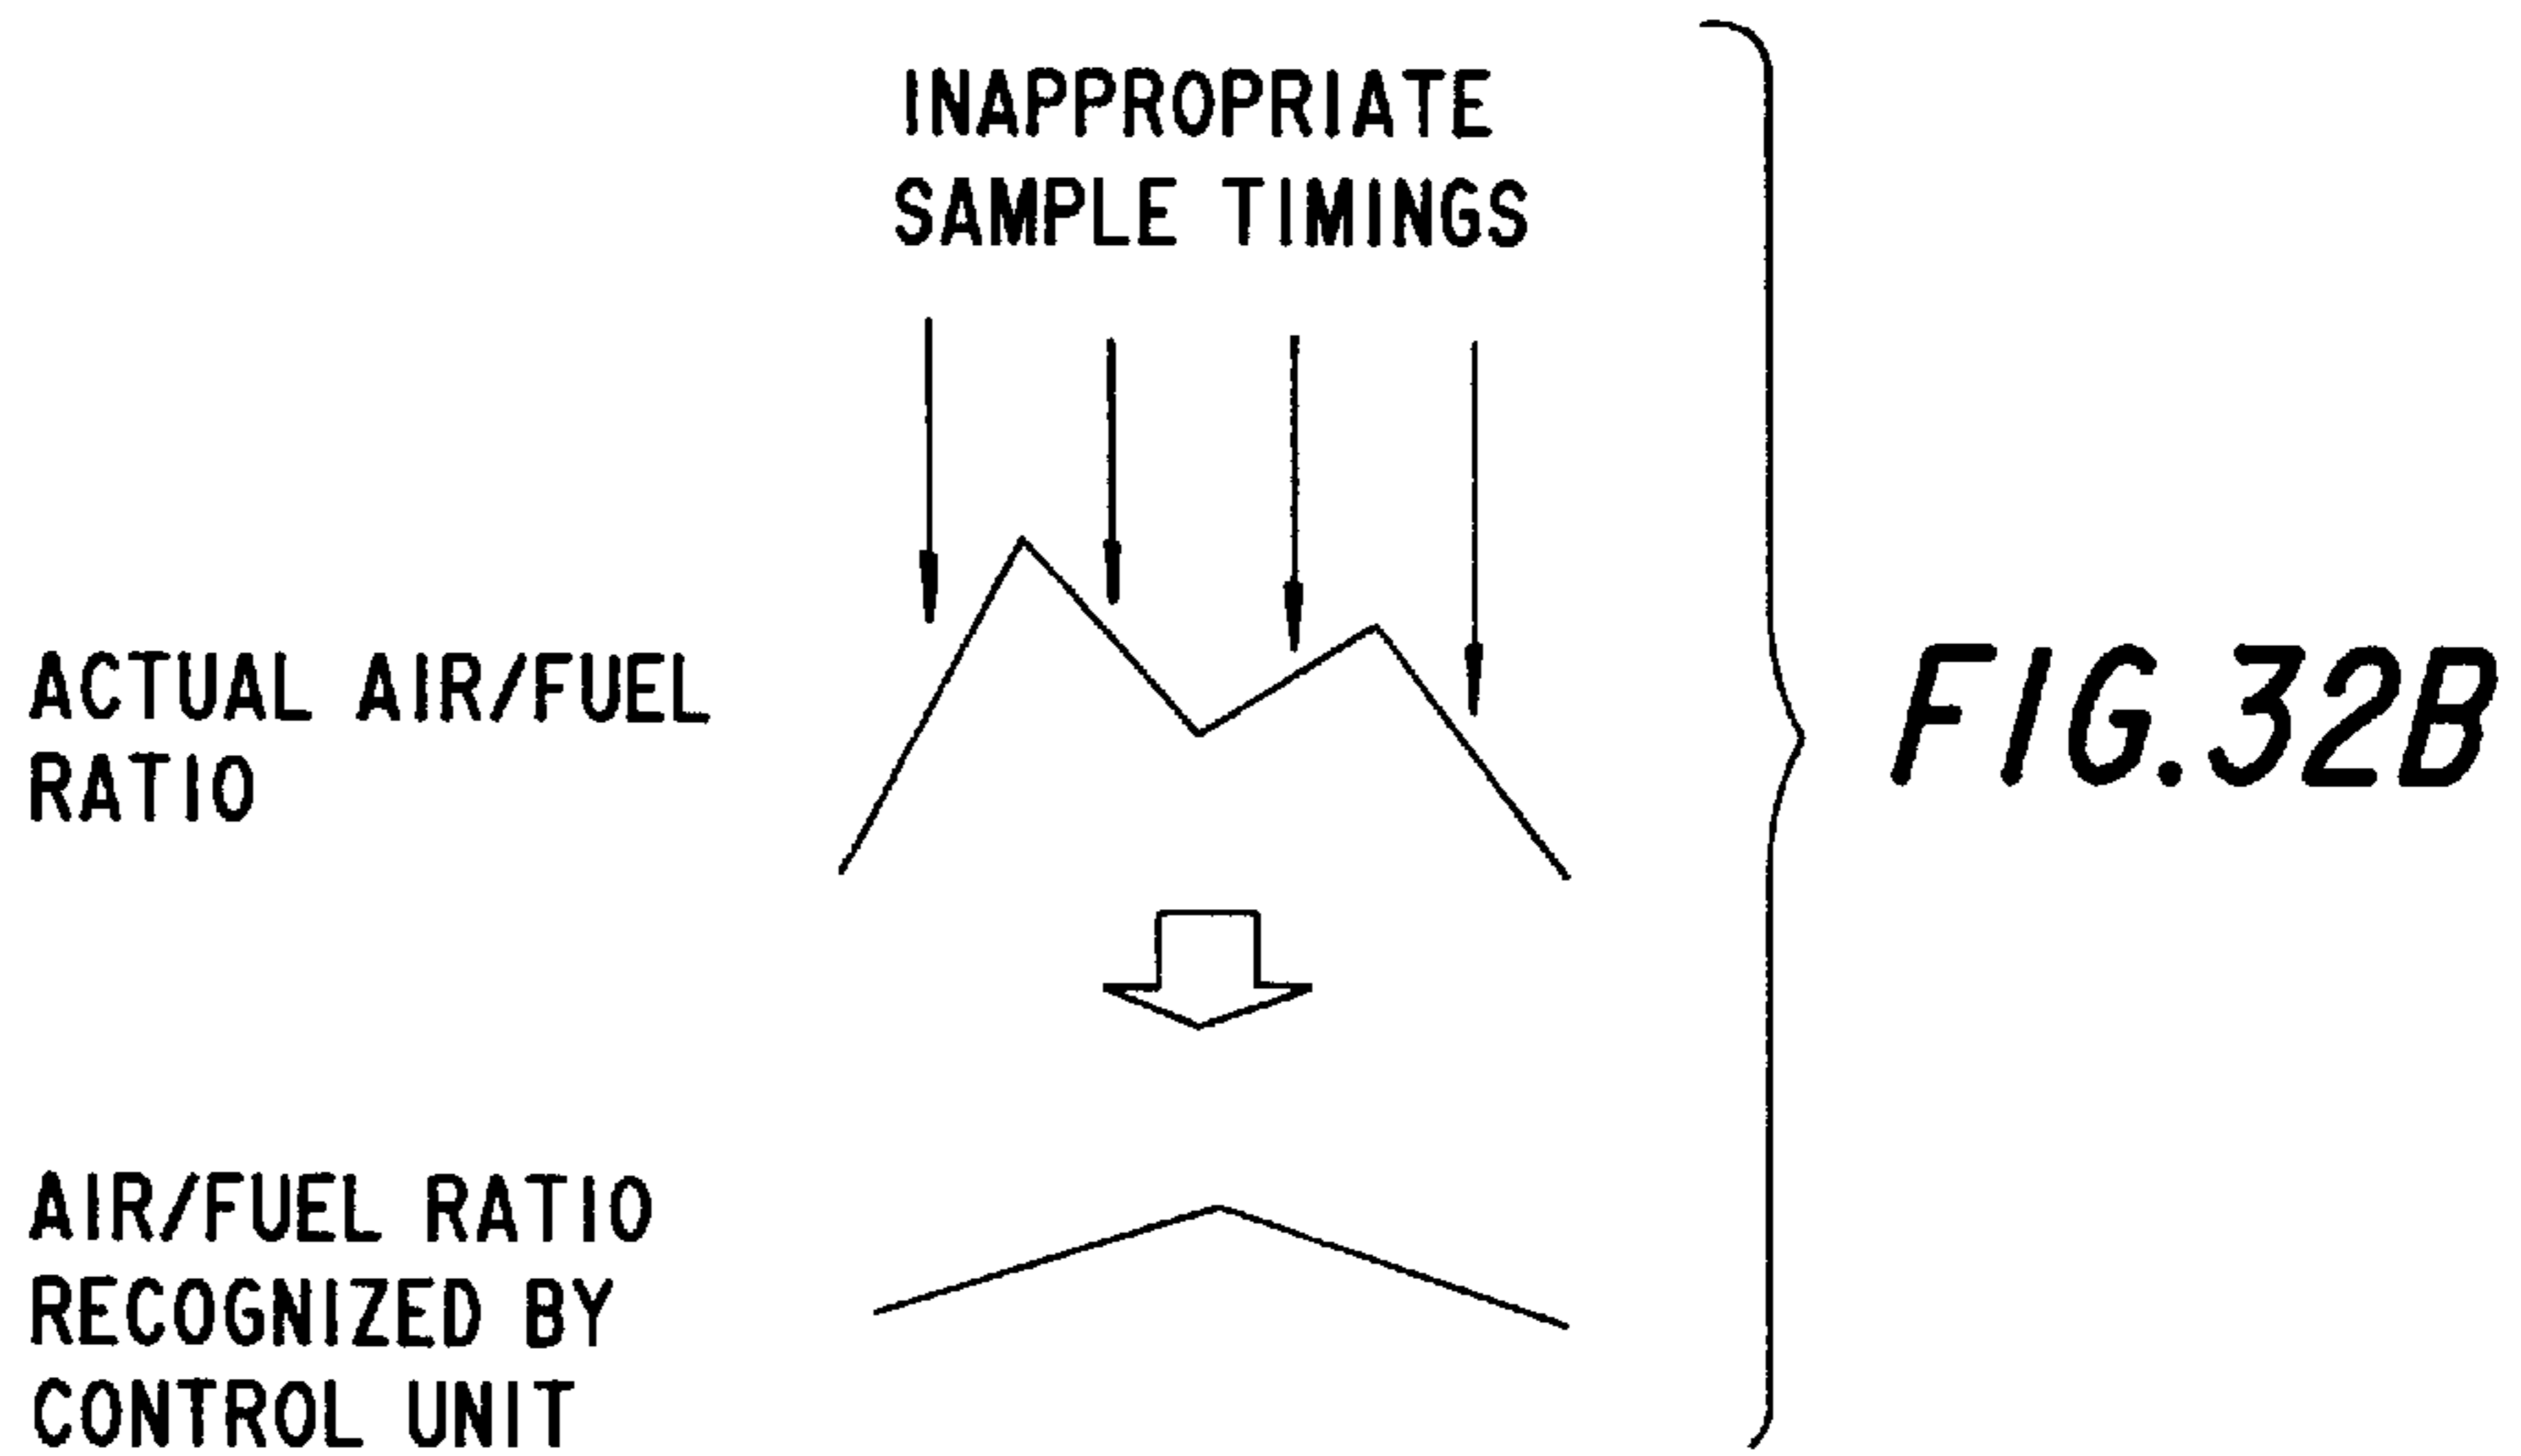 INAPPROPRIATE
SAMPLE TIMINGS
ACTUAL AIR/FUEL
RATIO
FIG.32B
AIR/FUEL RATIO
RECOGNIZED BY
CONTROL UNIT